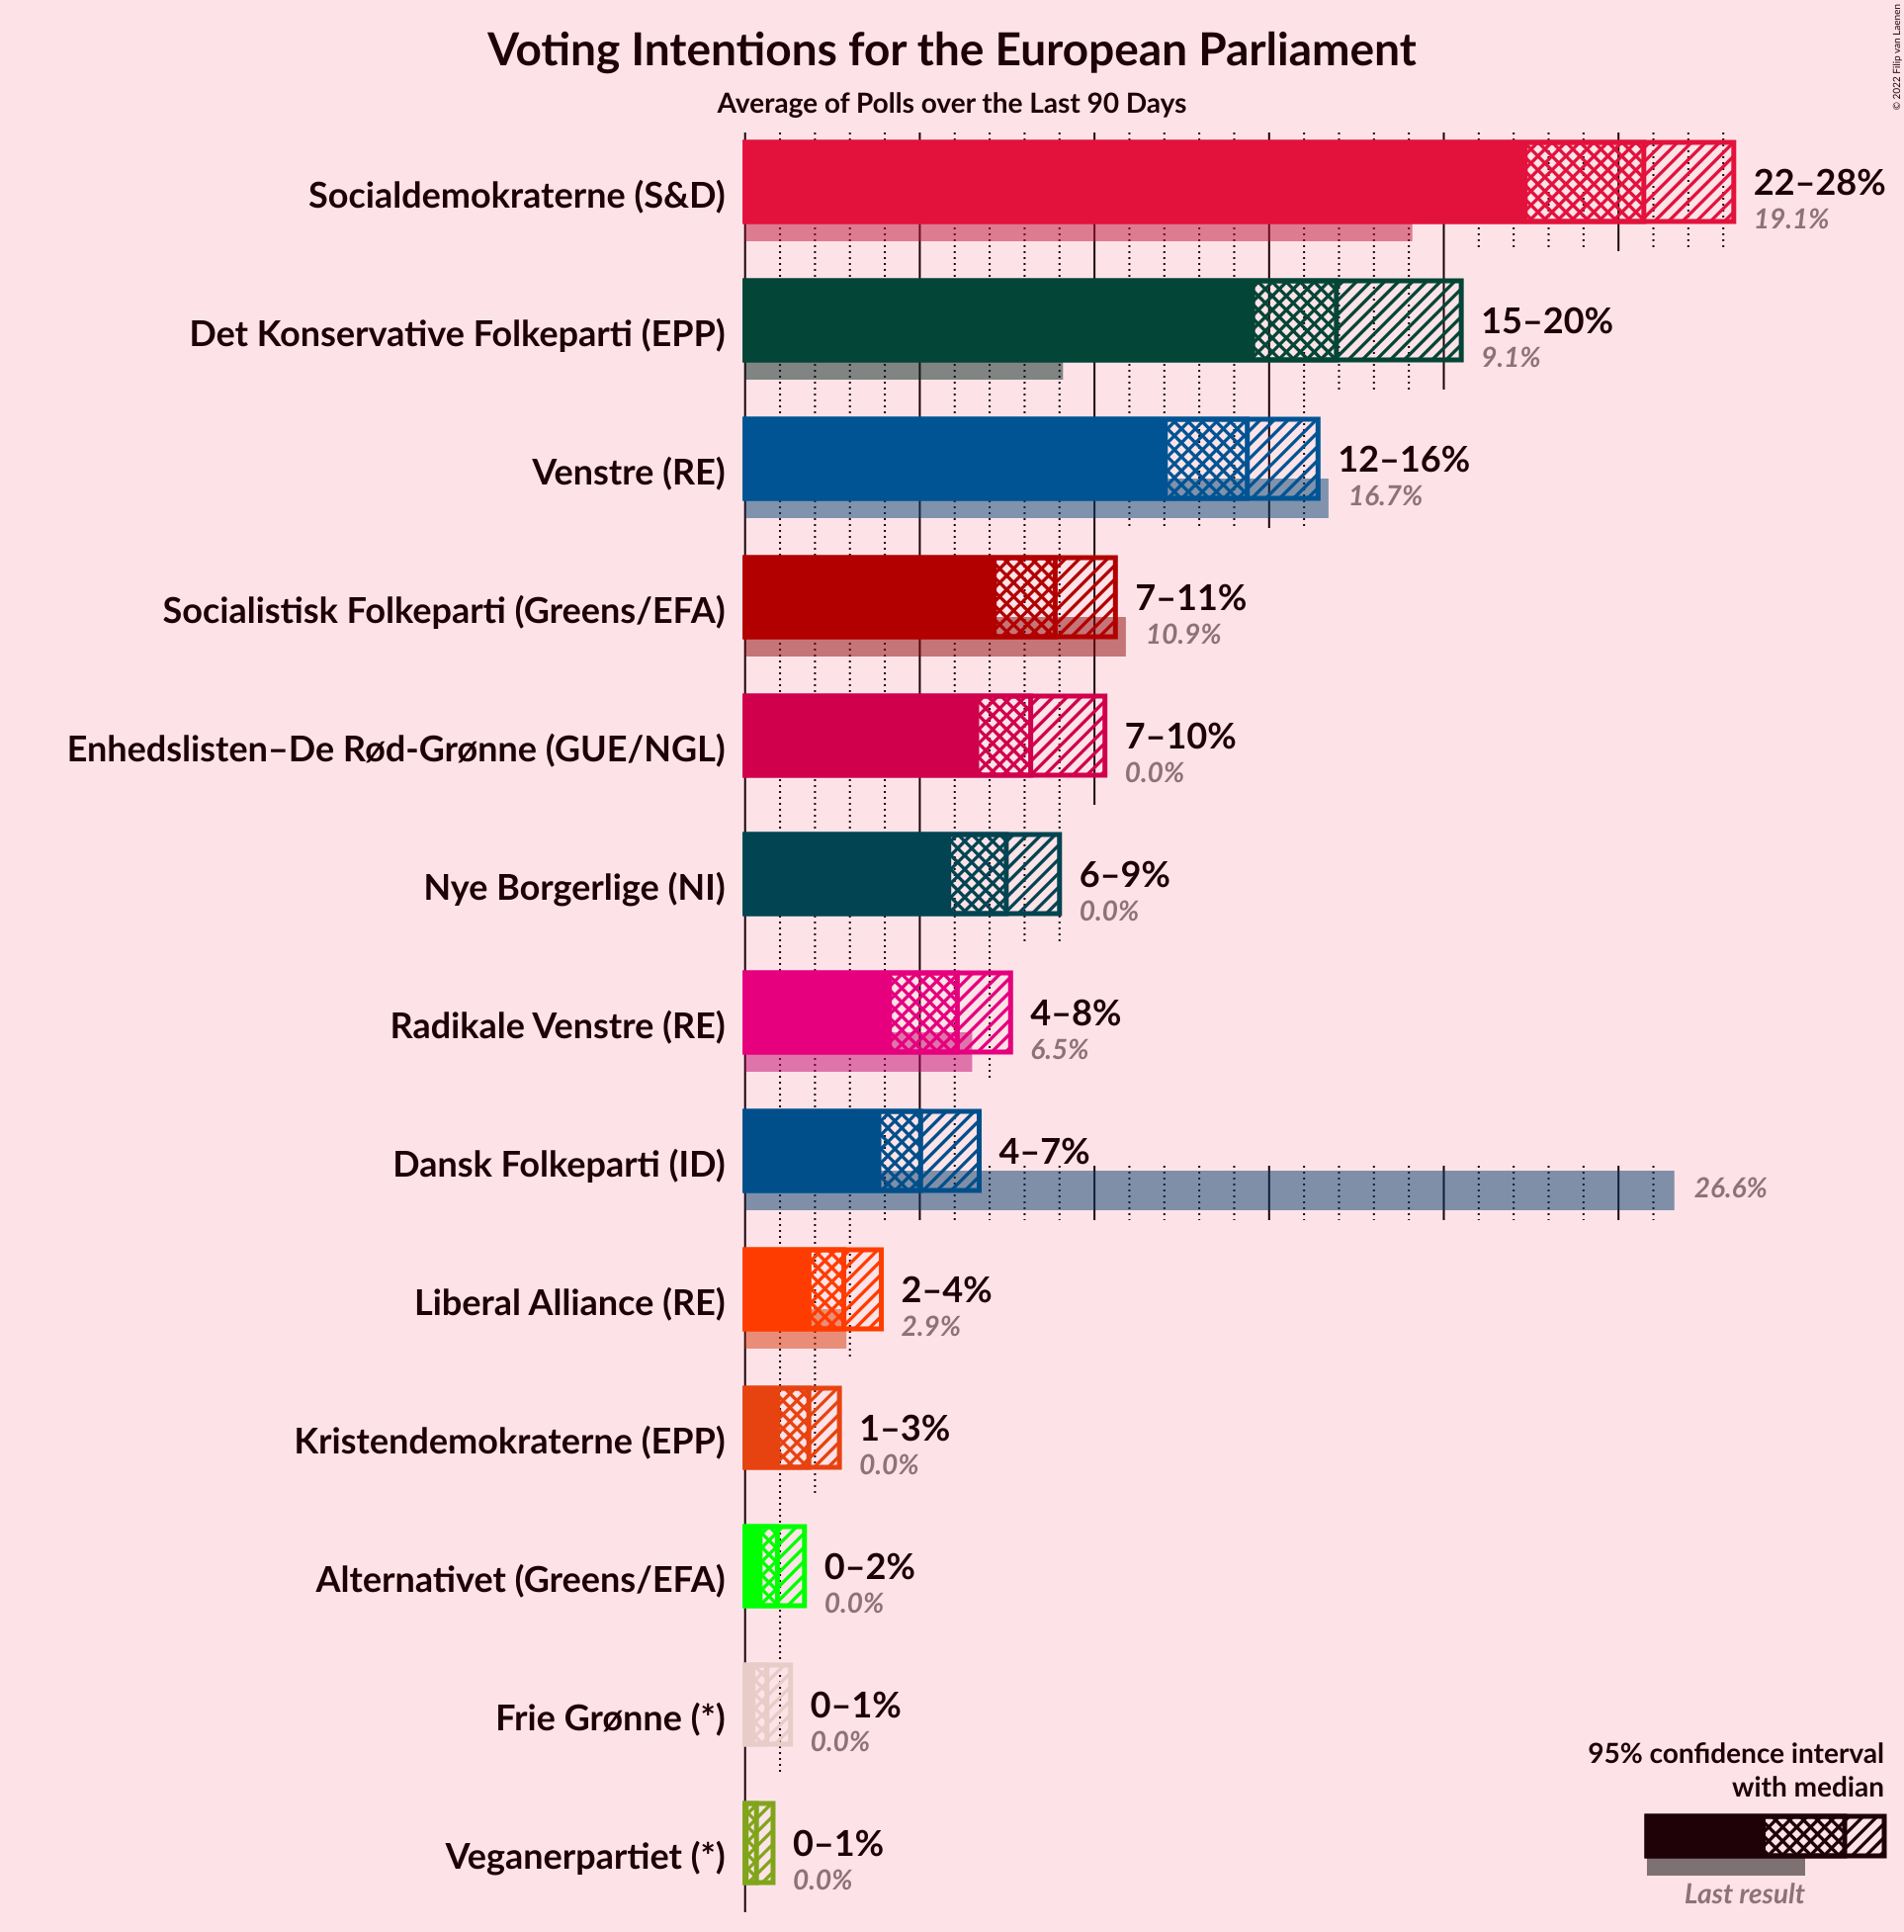 Voting Intentions for the European Parliament
Average of Polls over the Last 90 Days
© 2022 Filip van Laenen
Socialdemokraterne (S&D)
22–28%
19.1%
Det Konservative Folkeparti (EPP)
15–20%
9.1%
Venstre (RE)
12–16%
16.7%
Socialistisk Folkeparti (Greens/EFA)
7–11%
10.9%
Enhedslisten–De Rød-Grønne (GUE/NGL)
7–10%
0.0%
Nye Borgerlige (NI)
6–9%
0.0%
Radikale Venstre (RE)
4–8%
6.5%
Dansk Folkeparti (ID)
4–7%
26.6%
Liberal Alliance (RE)
2–4%
2.9%
Kristendemokraterne (EPP)
1–3%
0.0%
Alternativet (Greens/EFA)
0–2%
0.0%
Frie Grønne (*)
0–1%
0.0%
Veganerpartiet (*)
0–1%
0.0%
95% confidence interval
with median
Last result